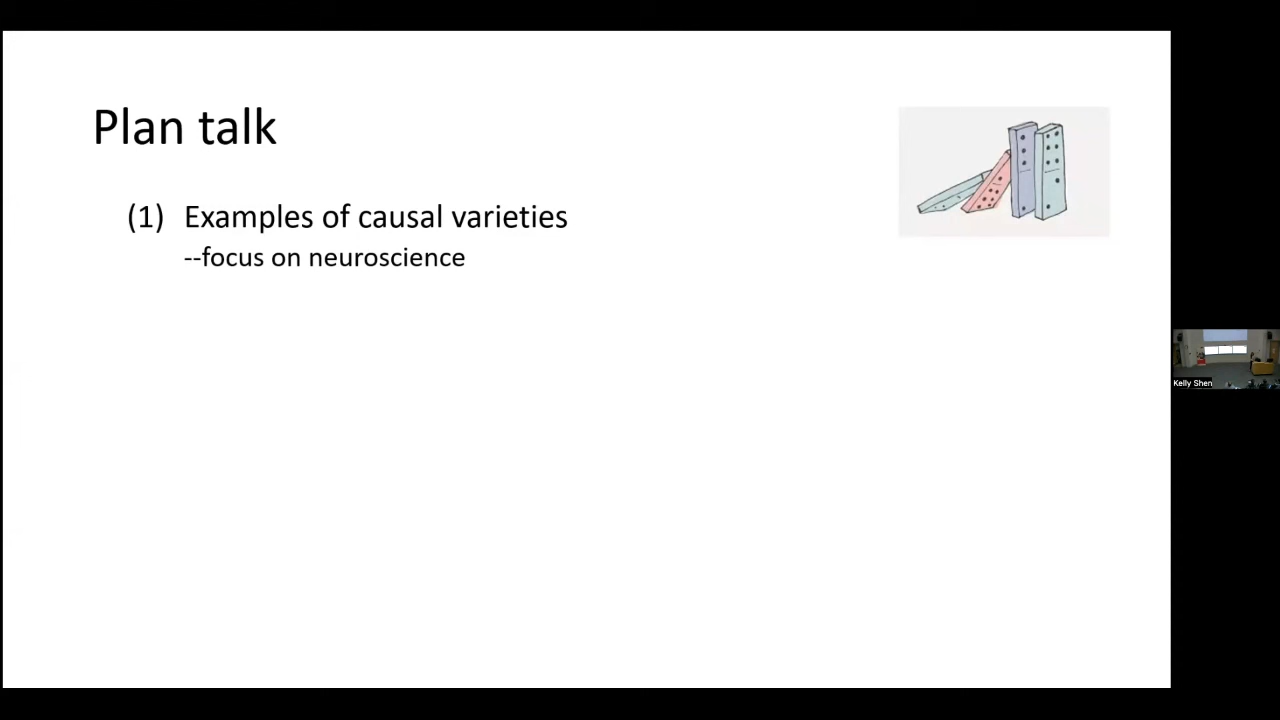 Plan talk
(1) Examples of causal varieties
--focus on neuroscience
Kelly Shen